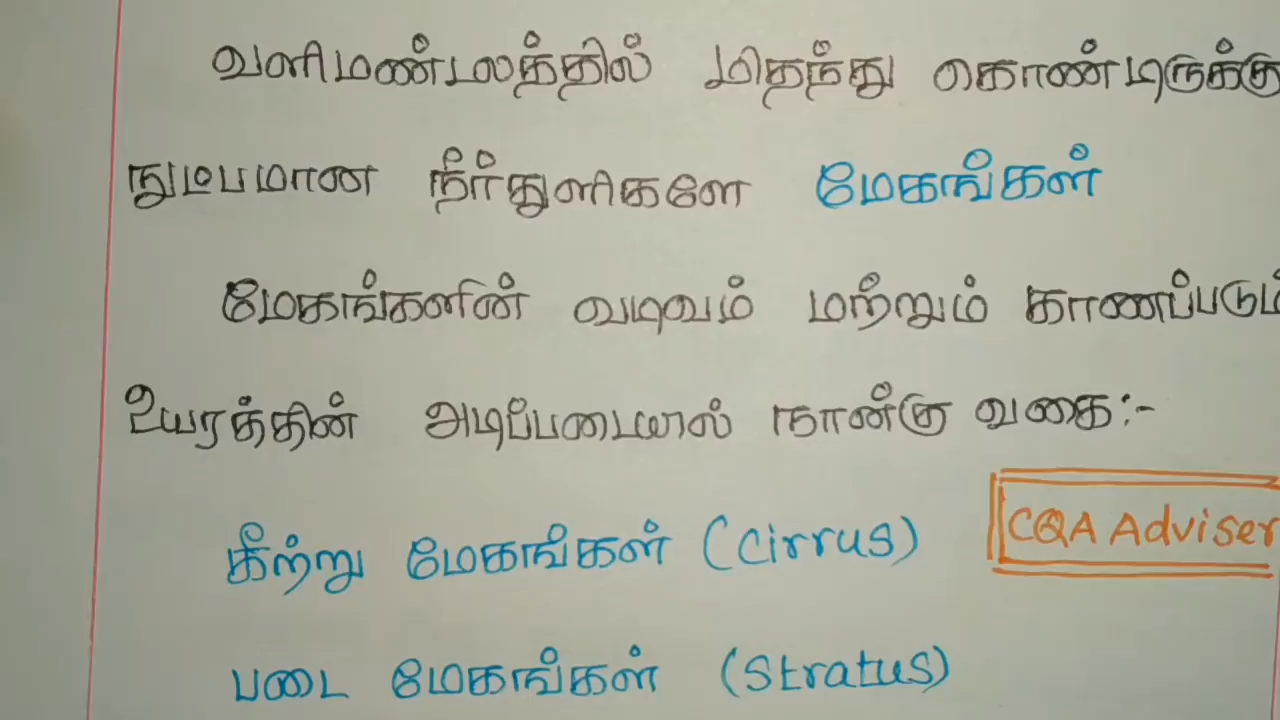 வளிமண்டலத்தில் மிதந்து கொண்டிருக்கு
நுட்பமான நீர்துளிகளே மேகங்கள்
மேகங்களின் வடிவம் மற்றும் காணப்படும்
உயரத்தின் அடிப்படையில் நான்கு வகை:-
CQA Adviser
கீற்று மேகங்கள் (Cirrus)
படை மேகங்கள் (Stratus)